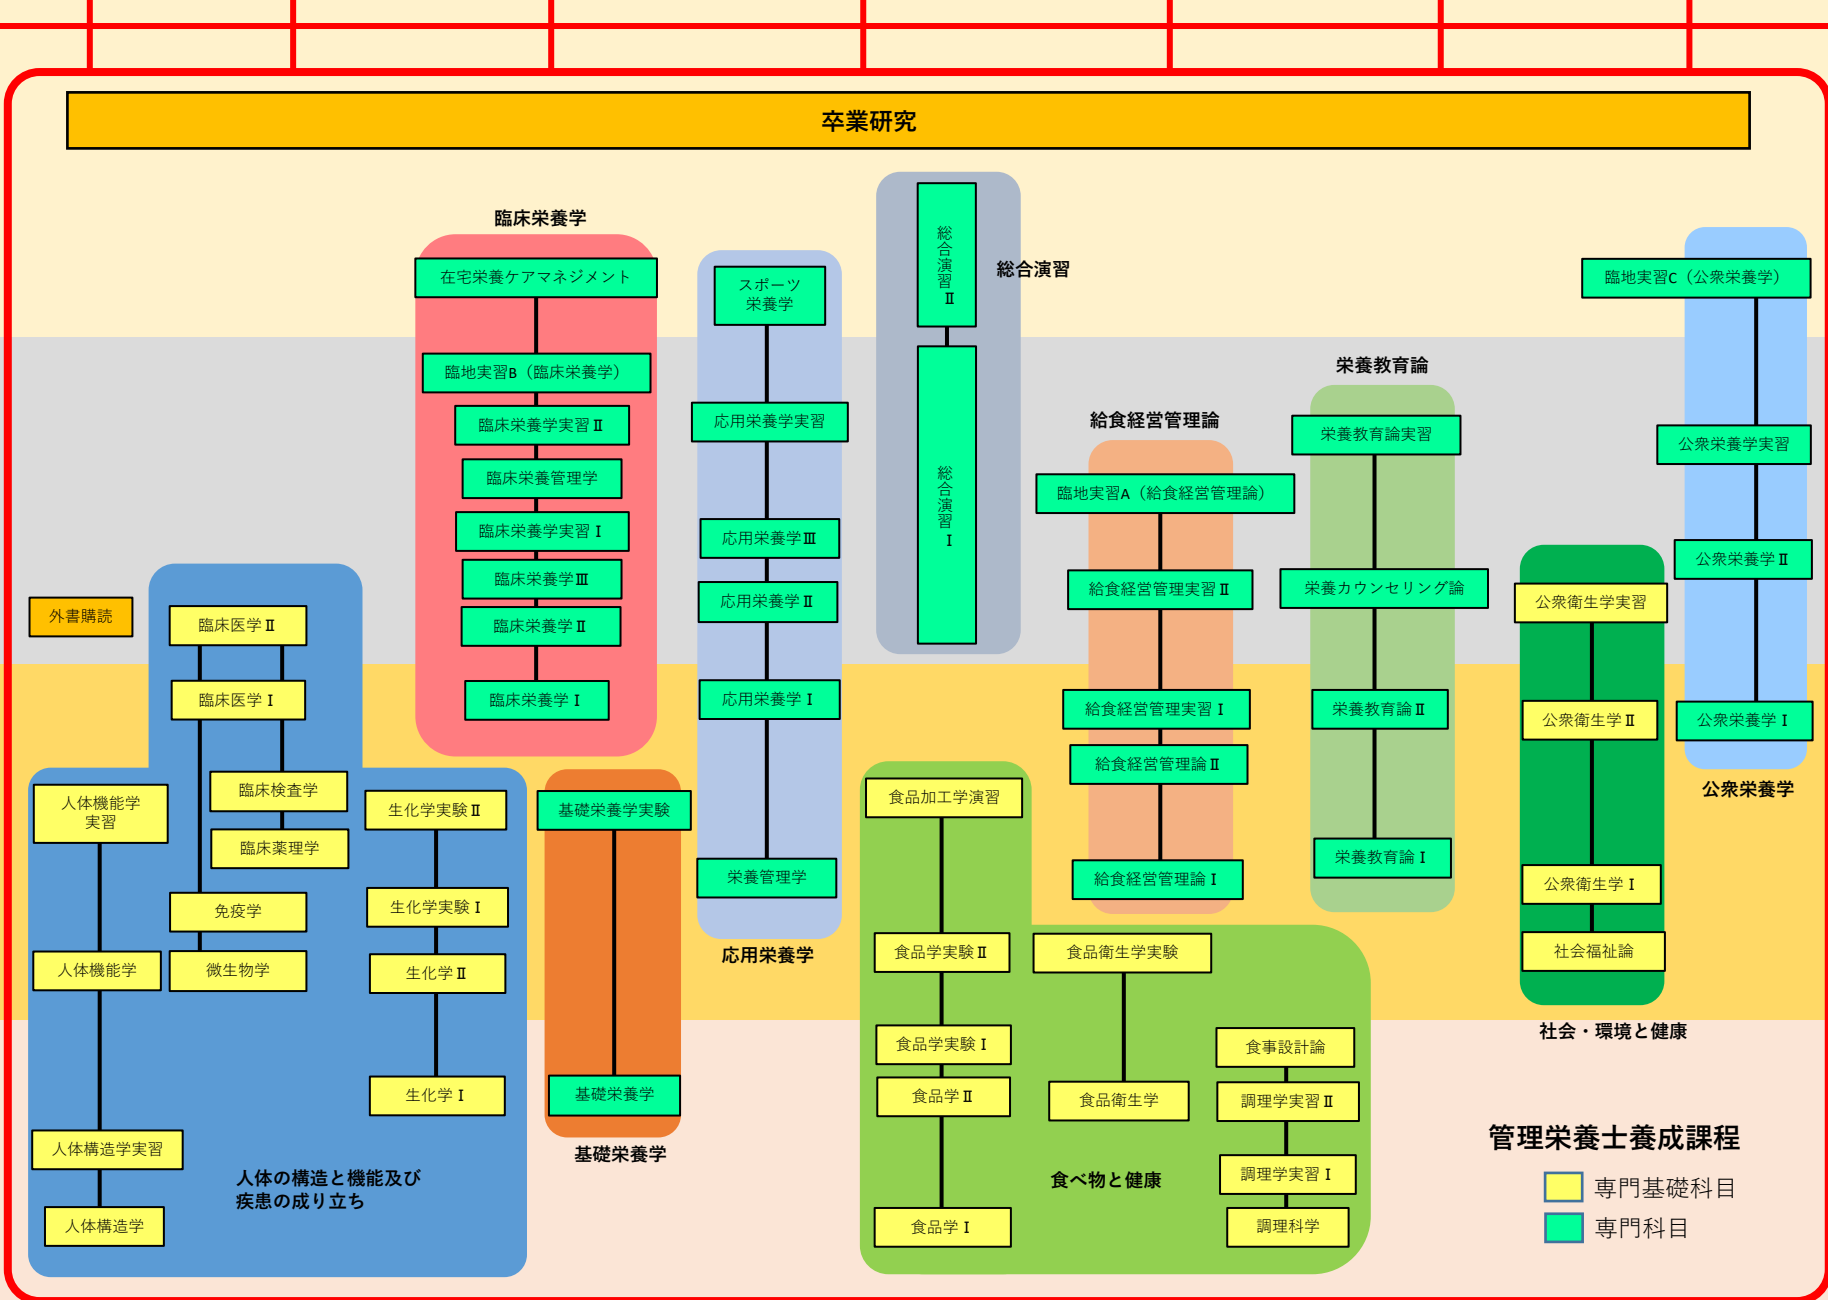 卒業研究
臨床栄養学
在宅栄養ケアマネジメント
臨地実習B（臨床栄養学）
臨床栄養学実習Ⅱ
臨床栄養管理学
臨床栄養学実習Ⅰ
臨床栄養学Ⅲ
臨床栄養学Ⅱ
臨床栄養学Ⅰ
スポーツ
栄養学
応用栄養学実習
応用栄養学Ⅲ
応用栄養学Ⅱ
応用栄養学Ⅰ
栄養管理学
応用栄養学
総合演習Ⅱ
総合演習
総合演習Ⅰ
給食経営管理論
臨地実習A（給食経営管理論）
給食経営管理実習Ⅱ
給食経営管理実習Ⅰ
給食経営管理論Ⅱ
給食経営管理論Ⅰ
栄養教育論
栄養教育論実習
栄養カウンセリング論
栄養教育論Ⅱ
栄養教育論Ⅰ
公衆衛生学実習
公衆衛生学Ⅱ
公衆衛生学Ⅰ
社会福祉論
社会・環境と健康
臨地実習C（公衆栄養学）
公衆栄養学実習
公衆栄養学Ⅱ
公衆栄養学Ⅰ
公衆栄養学
外書購読
臨床医学Ⅱ
臨床医学Ⅰ
臨床検査学
臨床薬理学
免疫学
微生物学
人体機能学
実習
人体機能学
人体構造学実習
人体構造学
生化学実験Ⅱ
生化学実験Ⅰ
生化学Ⅱ
生化学Ⅰ
人体の構造と機能及び
疾患の成り立ち
基礎栄養学実験
基礎栄養学
基礎栄養学
食品加工学演習
食品学実験Ⅱ
食品学実験Ⅰ
食品学Ⅱ
食品学Ⅰ
食品衛生学実験
食品衛生学
食事設計論
調理学実習Ⅱ
調理学実習Ⅰ
調理科学
食べ物と健康
管理栄養士養成課程
専門基礎科目
専門科目